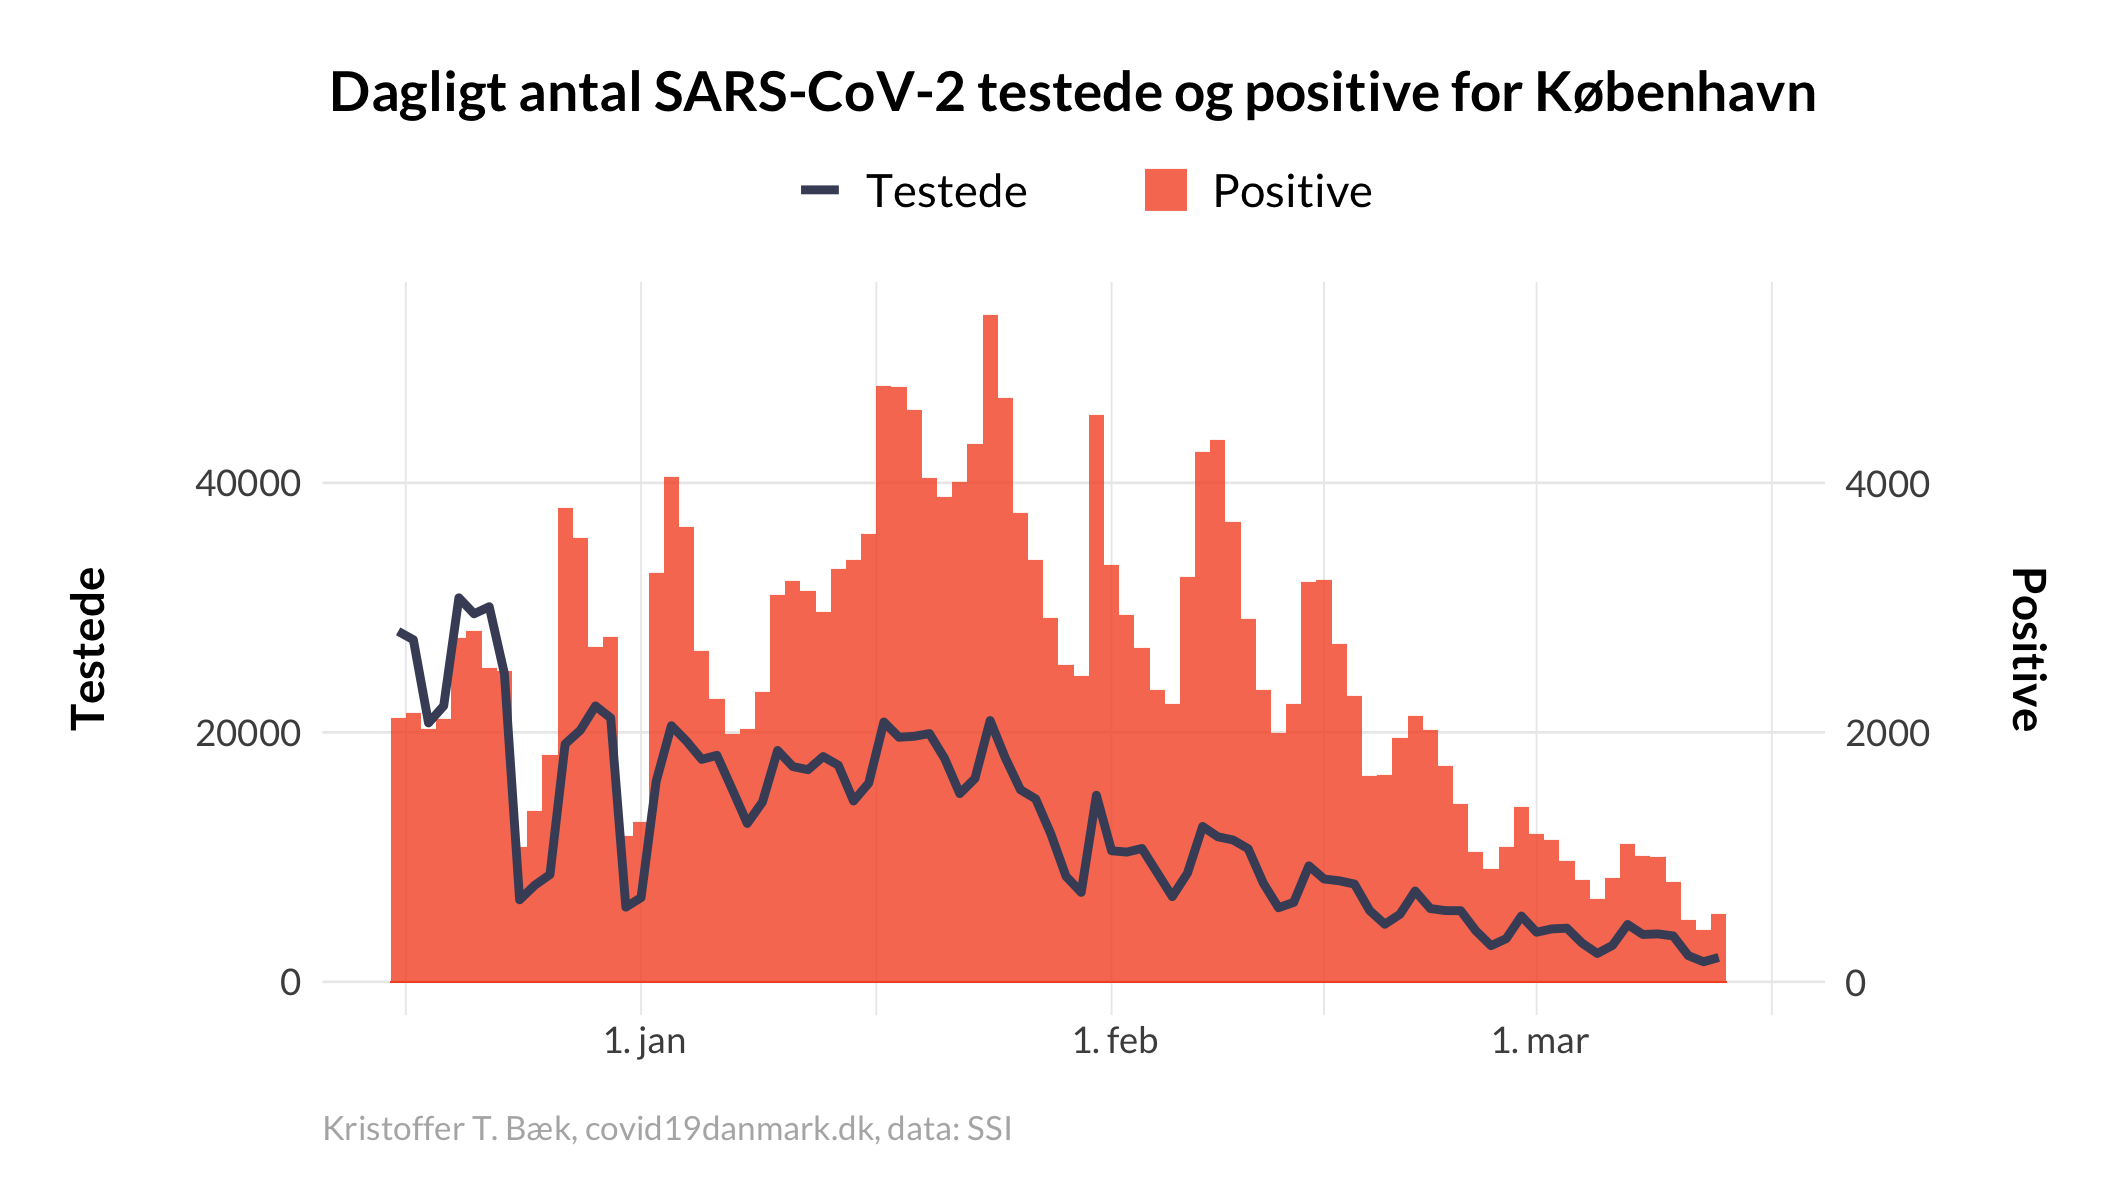 Dagligt antal SARS-CoV-2 testede og positive for København
Testede
Positive
Testede
40000
20000
0
4000
2000
0
Positive
1. jan
1. feb
1. mar
Kristoffer T. Bæk, covid19danmark.dk, data: SSI